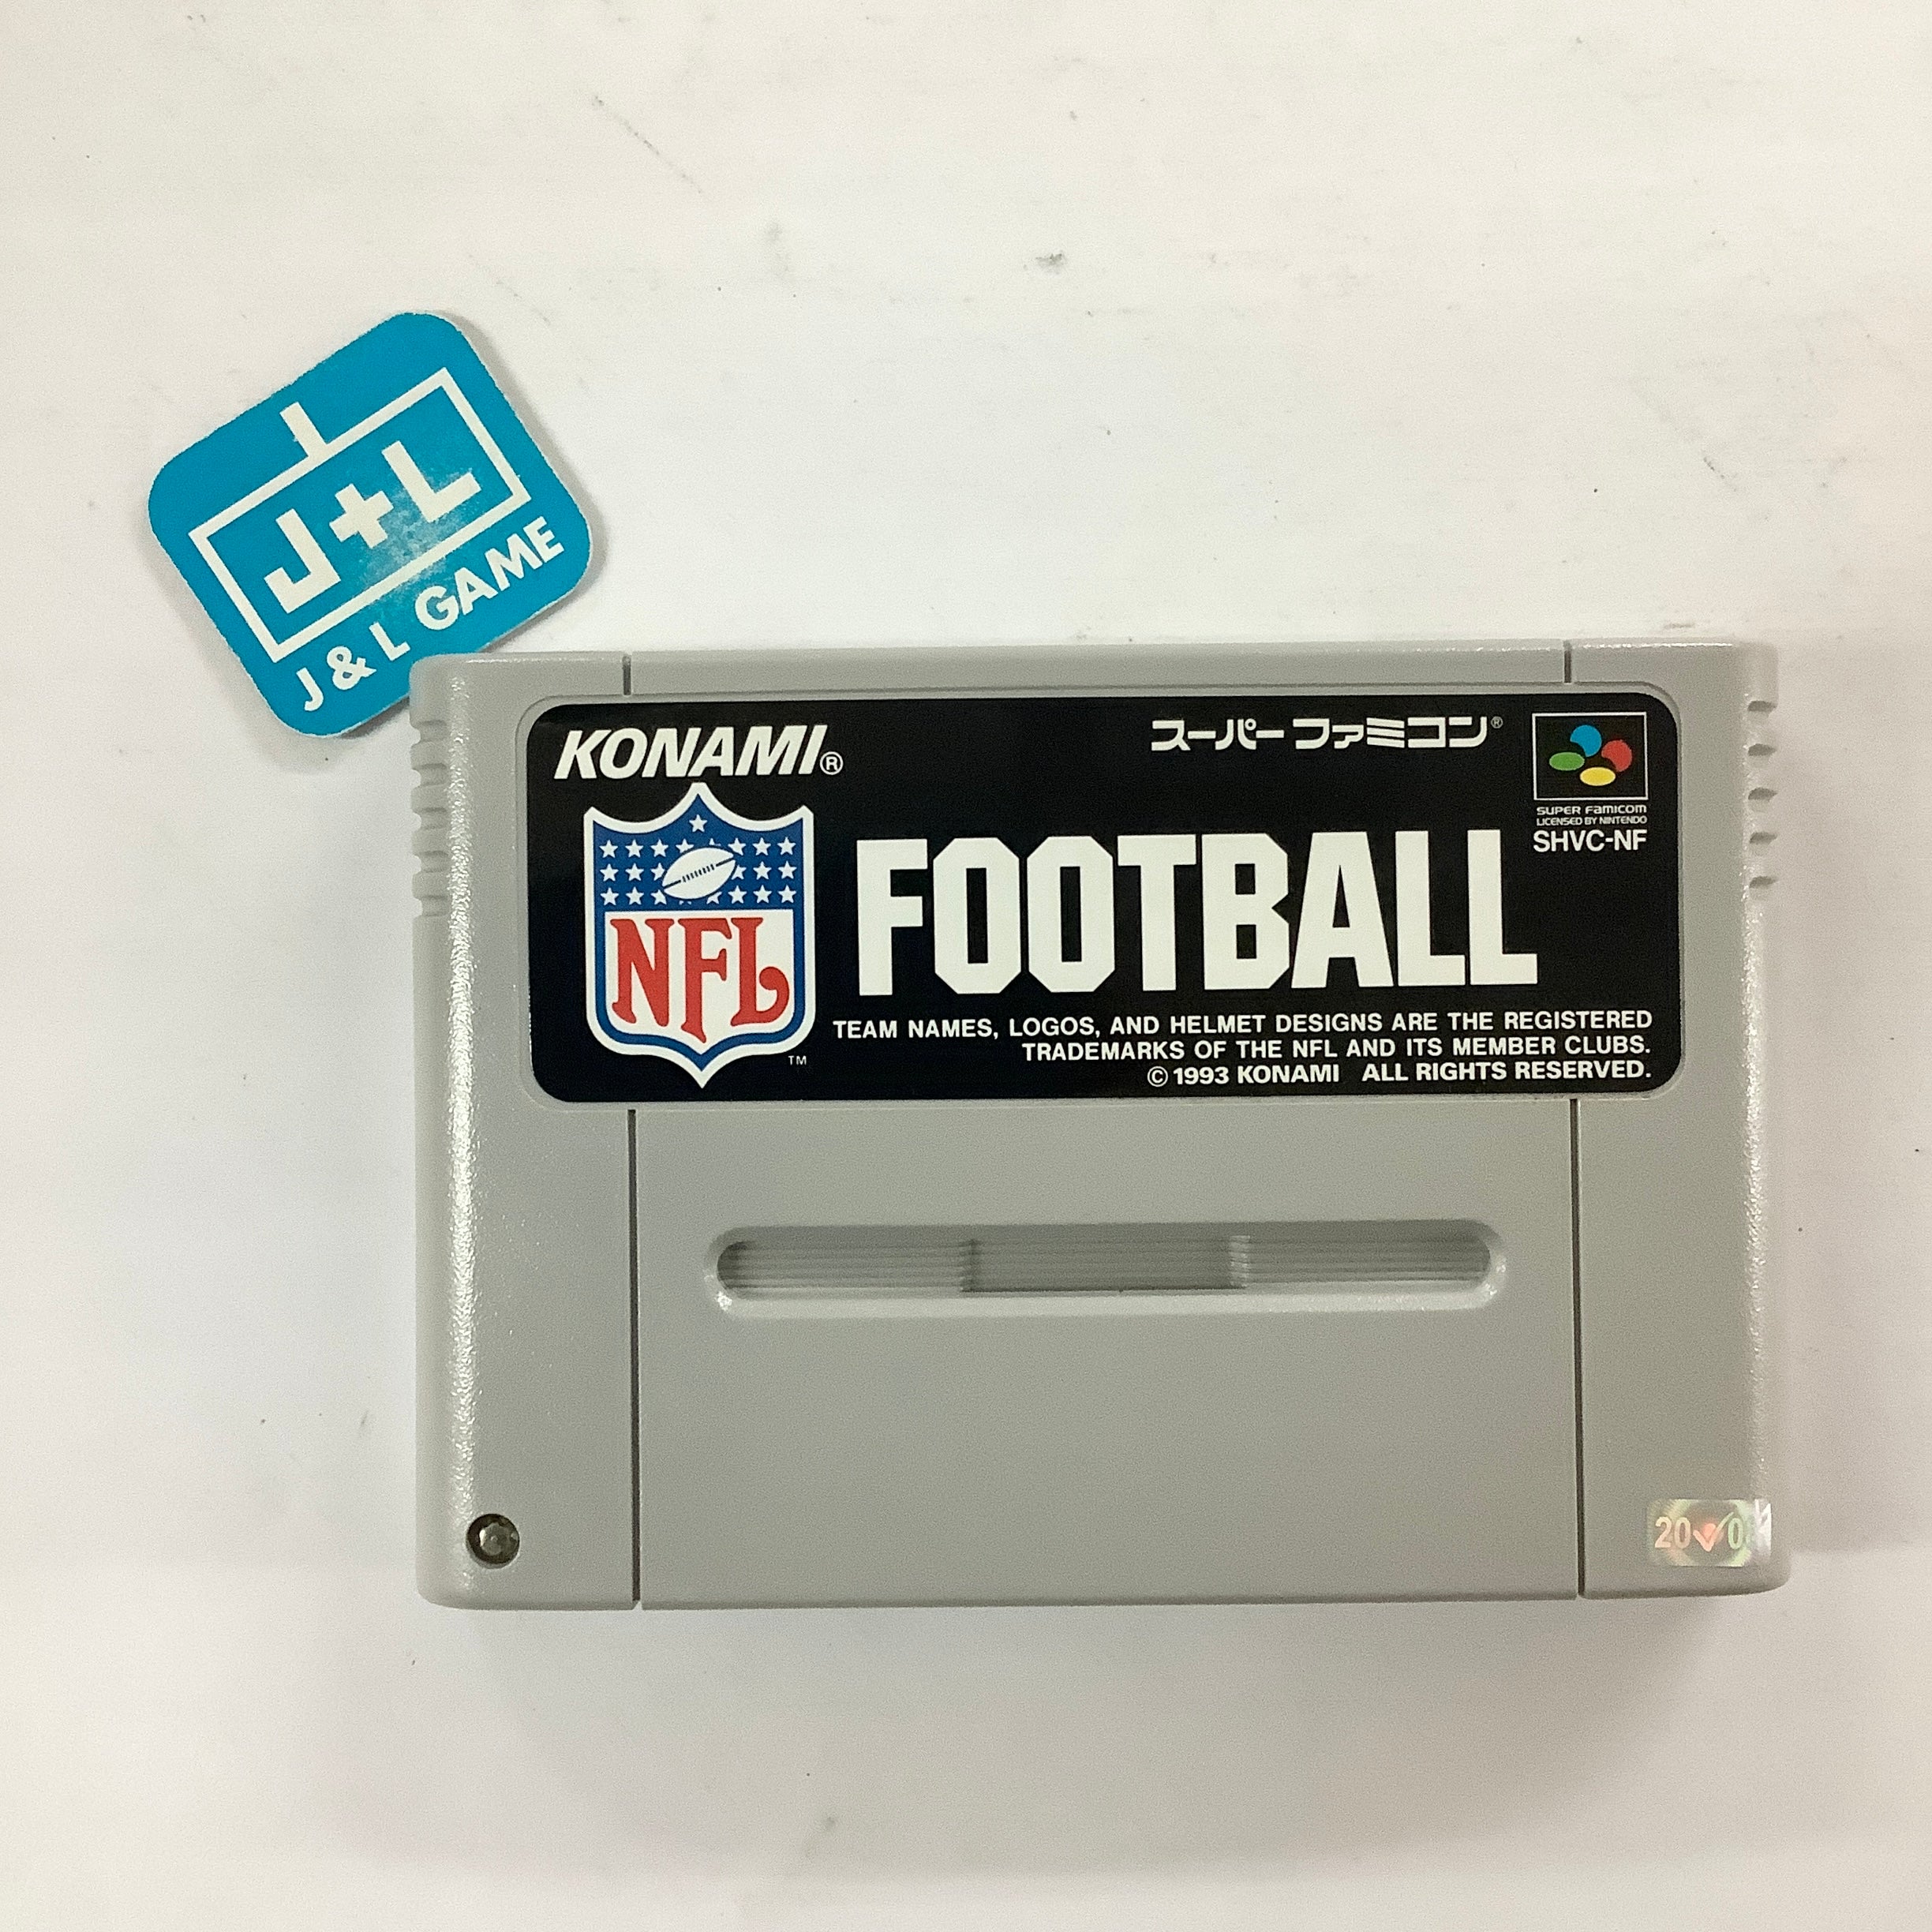 J+L
J & L GAME
KONAMI®
スーパーファミコン®
SUPER FAMICOM
LICENSED BY NINTENDO
SHVC-NF
NFL
TM
FOOTBALL
TEAM NAMES, LOGOS, AND HELMET DESIGNS ARE THE REGISTERED
TRADEMARKS OF THE NFL AND ITS MEMBER CLUBS.
© 1993 KONAMI ALL RIGHTS RESERVED.